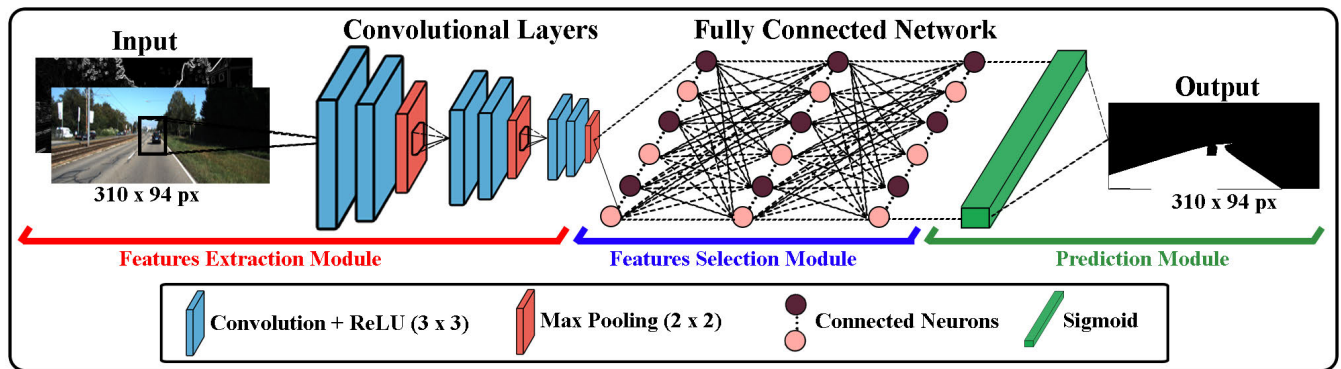 Input
Convolutional Layers
Fully Connected Network
Output
310 x 94 px
310 x 94 px
Features Extraction Module
Features Selection Module
Prediction Module
Convolution + ReLU (3 x 3)
Max Pooling (2 x 2)
Connected Neurons
Sigmoid